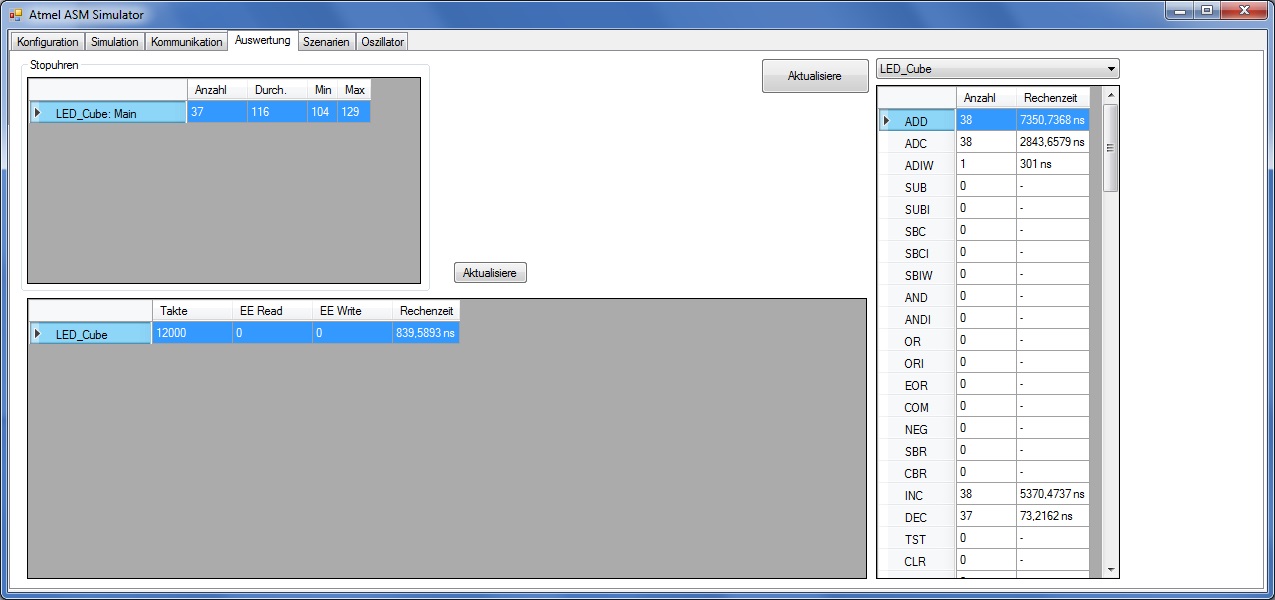 Atmel ASM Simulator
Konfiguration Simulation Kommunikation Auswertung Szenarien Oszillator
Stopuhren
Anzahl Durch. Min Max
LED_Cube: Main 37 116 104 129
Aktualisiere
Aktualisiere
Takte EE Read EE Write Rechenzeit
LED_Cube 12000 0 0 839,5893 ns
LED_Cube
Anzahl Rechenzeit
ADD 38 7350,7368 ns
ADC 38 2843,6579 ns
ADIW 1 301 ns
SUB 0 -
SUBI 0 -
SBC 0 -
SBCI 0 -
SBIW 0 -
AND 0 -
ANDI 0 -
OR 0 -
ORI 0 -
EOR 0 -
COM 0 -
NEG 0 -
SBR 0 -
CBR 0 -
INC 38 5370,4737 ns
DEC 37 73,2162 ns
TST 0 -
CLR 0 -